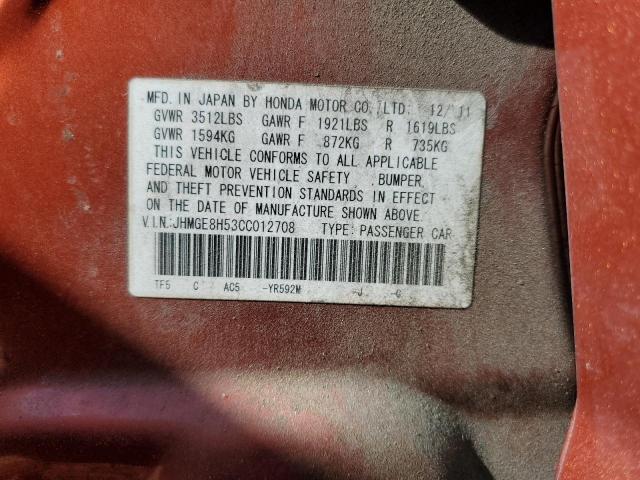 MFD. IN JAPAN BY HONDA MOTOR CO., LTD. 12/11
GVWR 3512LBS GAWR F 1921LBS R 1619LBS
GVWR 1594KG GAWR F 872KG R 735KG
THIS VEHICLE CONFORMS TO ALL APPLICABLE
FEDERAL MOTOR VEHICLE SAFETY ,BUMPER
AND THEFT PREVENTION STANDARDS IN EFFECT
ON THE DATE OF MANUFACTURE SHOWN ABOVE.
V.I.N.:JHMGE8H53CC012708 TYPE: PASSENGER CAR
TF5 C AC5 -YR592M -J -C